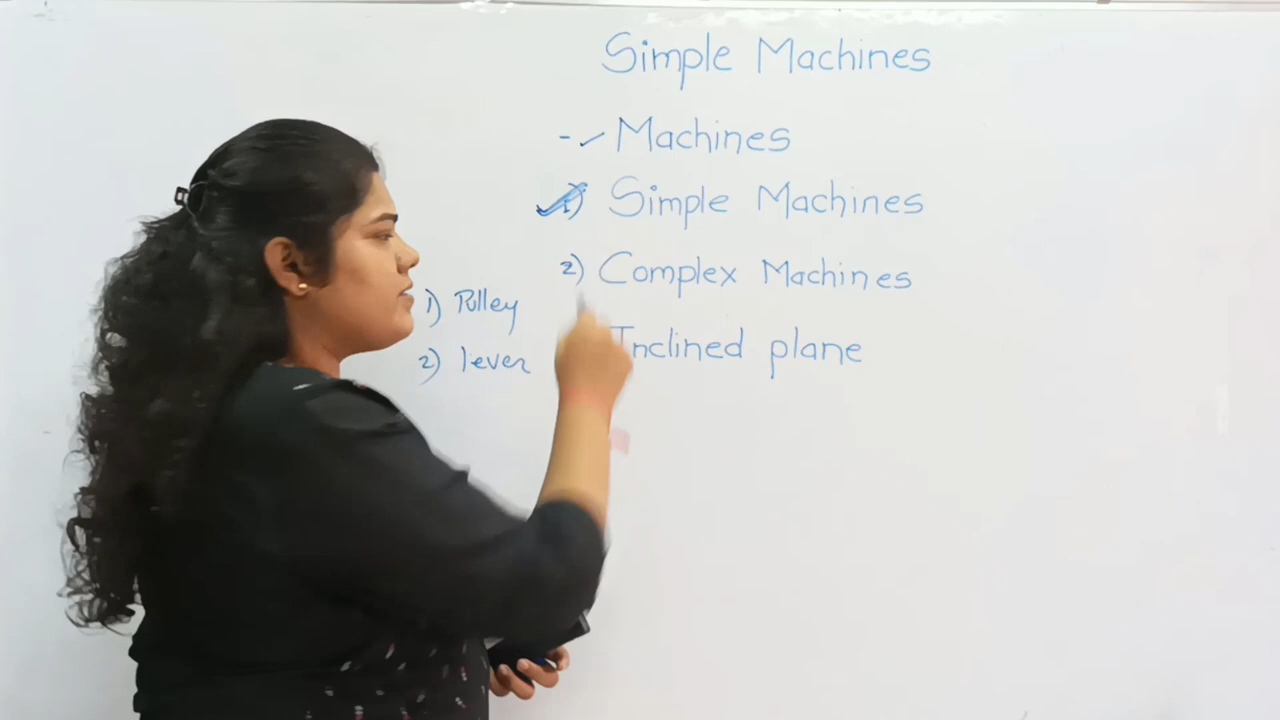 Simple Machines
- ✓ Machines
1) Simple Machines
2) Complex Machines
Inclined plane
1) Pulley
2) lever